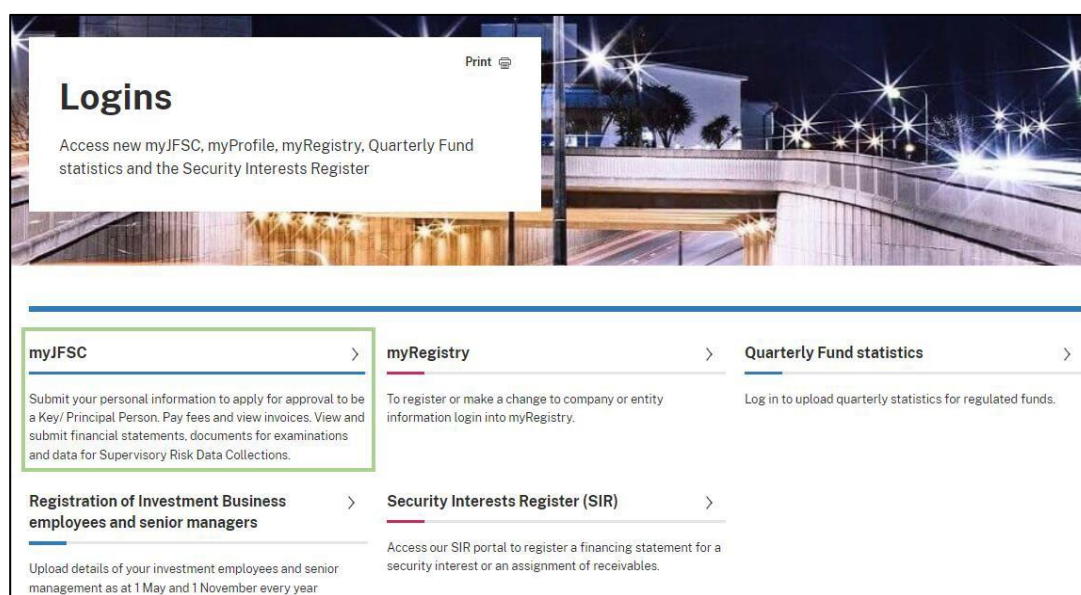 Print
Logins
Access new myJFSC, myProfile, myRegistry, Quarterly Fund
statistics and the Security Interests Register
myJFSC
Submit your personal information to apply for approval to be
a Key/ Principal Person. Pay fees and view invoices. View and
submit financial statements, documents for examinations
and data for Supervisory Risk Data Collections.
myRegistry
To register or make a change to company or entity
information login into myRegistry.
Quarterly Fund statistics
Log in to upload quarterly statistics for regulated funds.
Registration of Investment Business
employees and senior managers
Upload details of your investment employees and senior
management as at 1 May and 1 November every year
Security Interests Register (SIR)
Access our SIR portal to register a financing statement for a
security interest or an assignment of receivables.